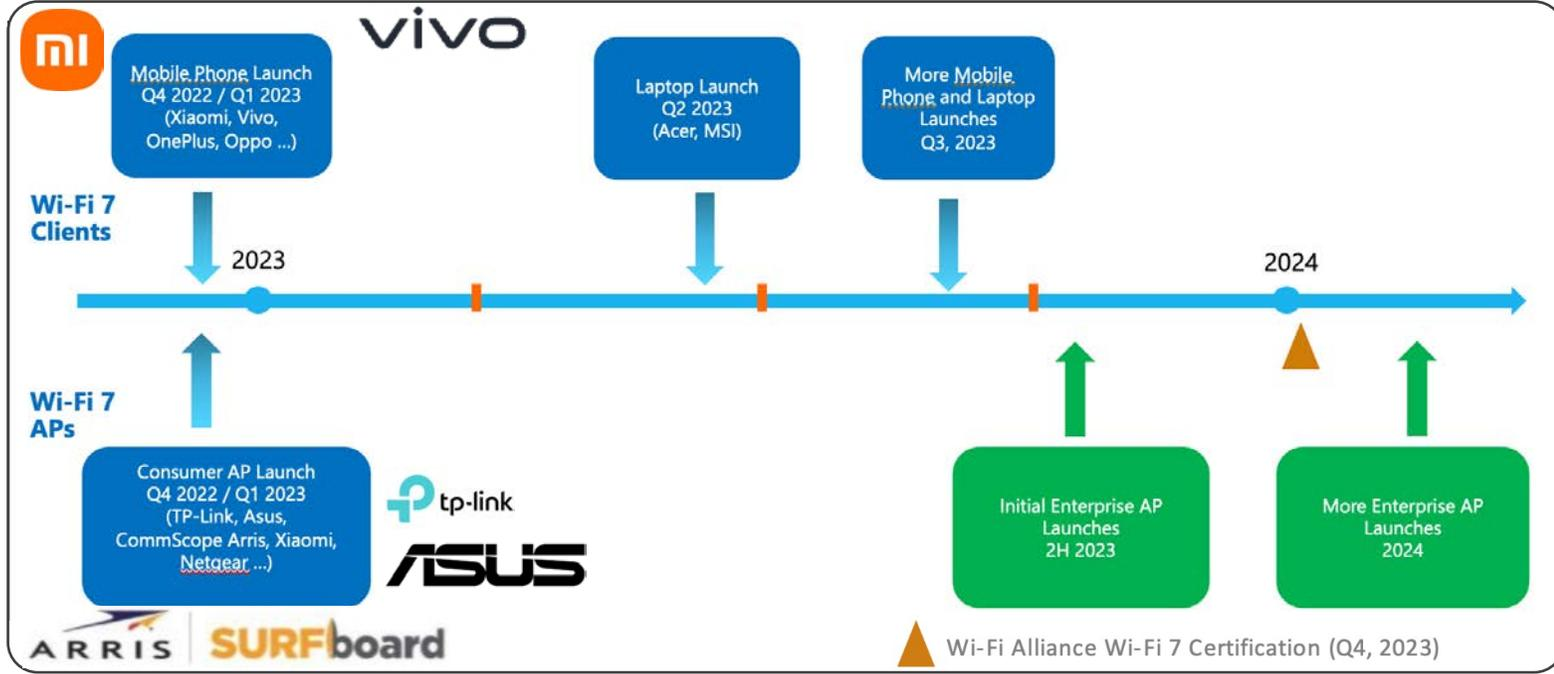 mi
vivo
Mobile Phone Launch
Q4 2022 / Q1 2023
(Xiaomi, Vivo,
OnePlus, Oppo ...)
Laptop Launch
Q2 2023
(Acer, MSI)
More Mobile
Phone and Laptop
Launches
Q3, 2023
Wi-Fi 7
Clients
2023
2024
Wi-Fi 7
APs
Consumer AP Launch
Q4 2022 / Q1 2023
(TP-Link, Asus,
CommScope Arris, Xiaomi,
Netgear ...)
tp-link
ASUS
Initial Enterprise AP
Launches
2H 2023
More Enterprise AP
Launches
2024
ARRIS
SURFboard
Wi-Fi Alliance Wi-Fi 7 Certification (Q4, 2023)